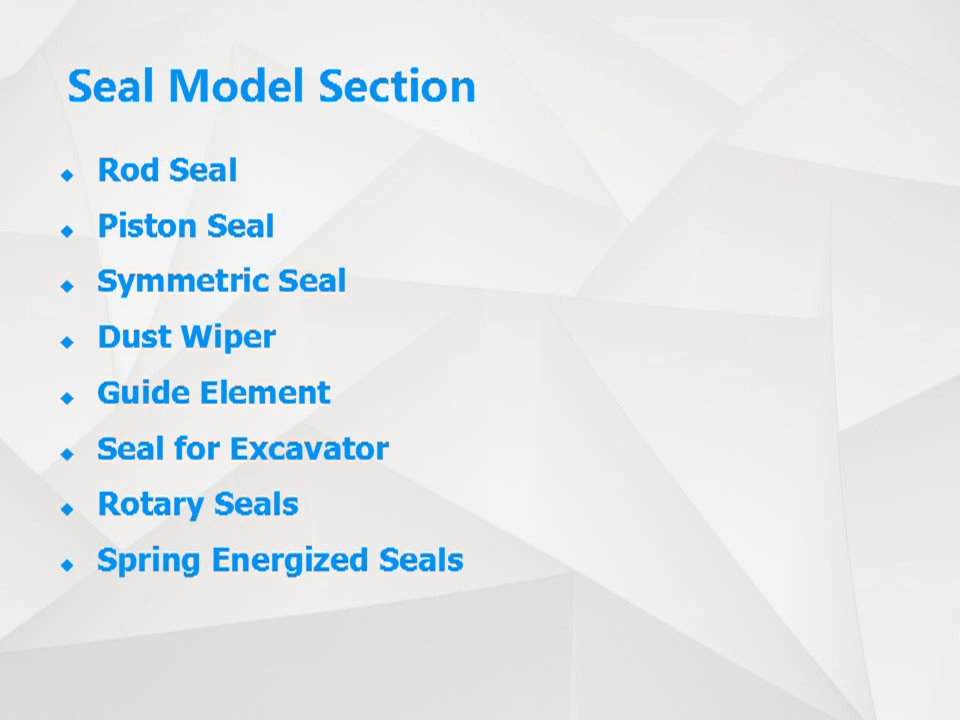 Seal Model Section
Rod Seal
Piston Seal
Symmetric Seal
Dust Wiper
Guide Element
Seal for Excavator
Rotary Seals
Spring Energized Seals